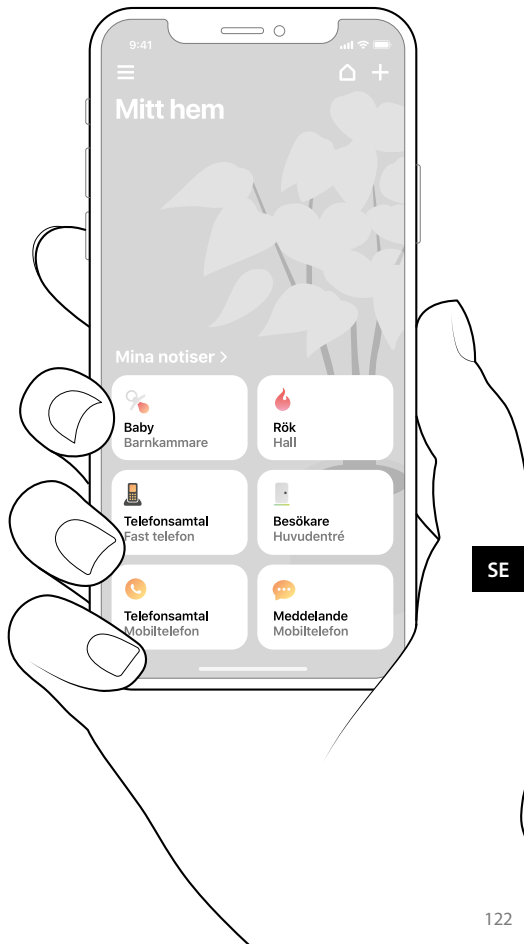 9:41
Mitt hem
Mina notiser >
Baby
Barnkammare
Rök
Hall
Telefonsamtal
Fast telefon
Besökare
Huvudentré
Telefonsamtal
Mobiltelefon
Meddelande
Mobiltelefon
SE
122